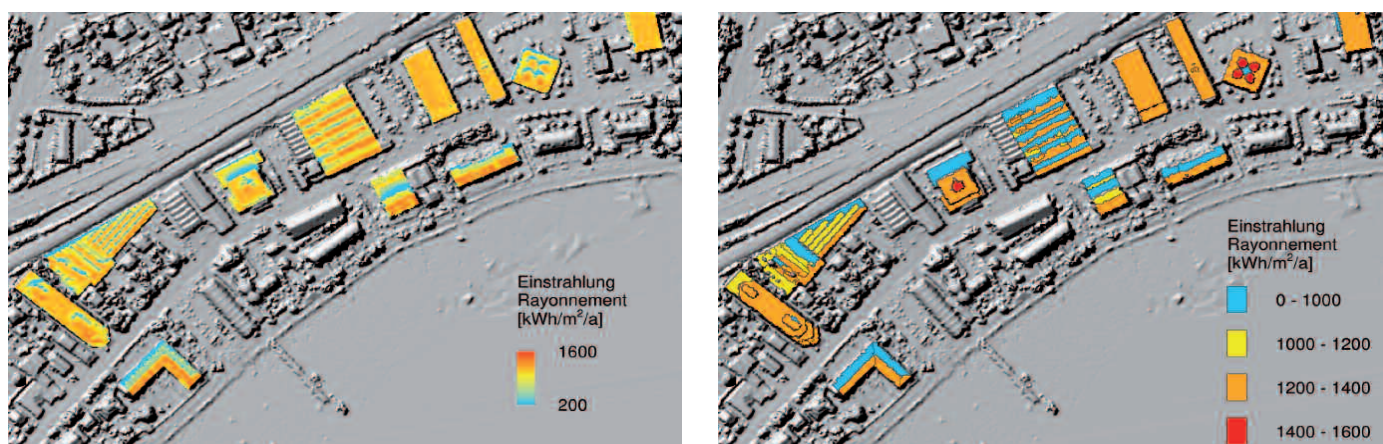 Einstrahlung
Rayonnement
[kWh/m²/a]
1600
200
Einstrahlung
Rayonnement
[kWh/m²/a]
0 - 1000
1000 - 1200
1200 - 1400
1400 - 1600